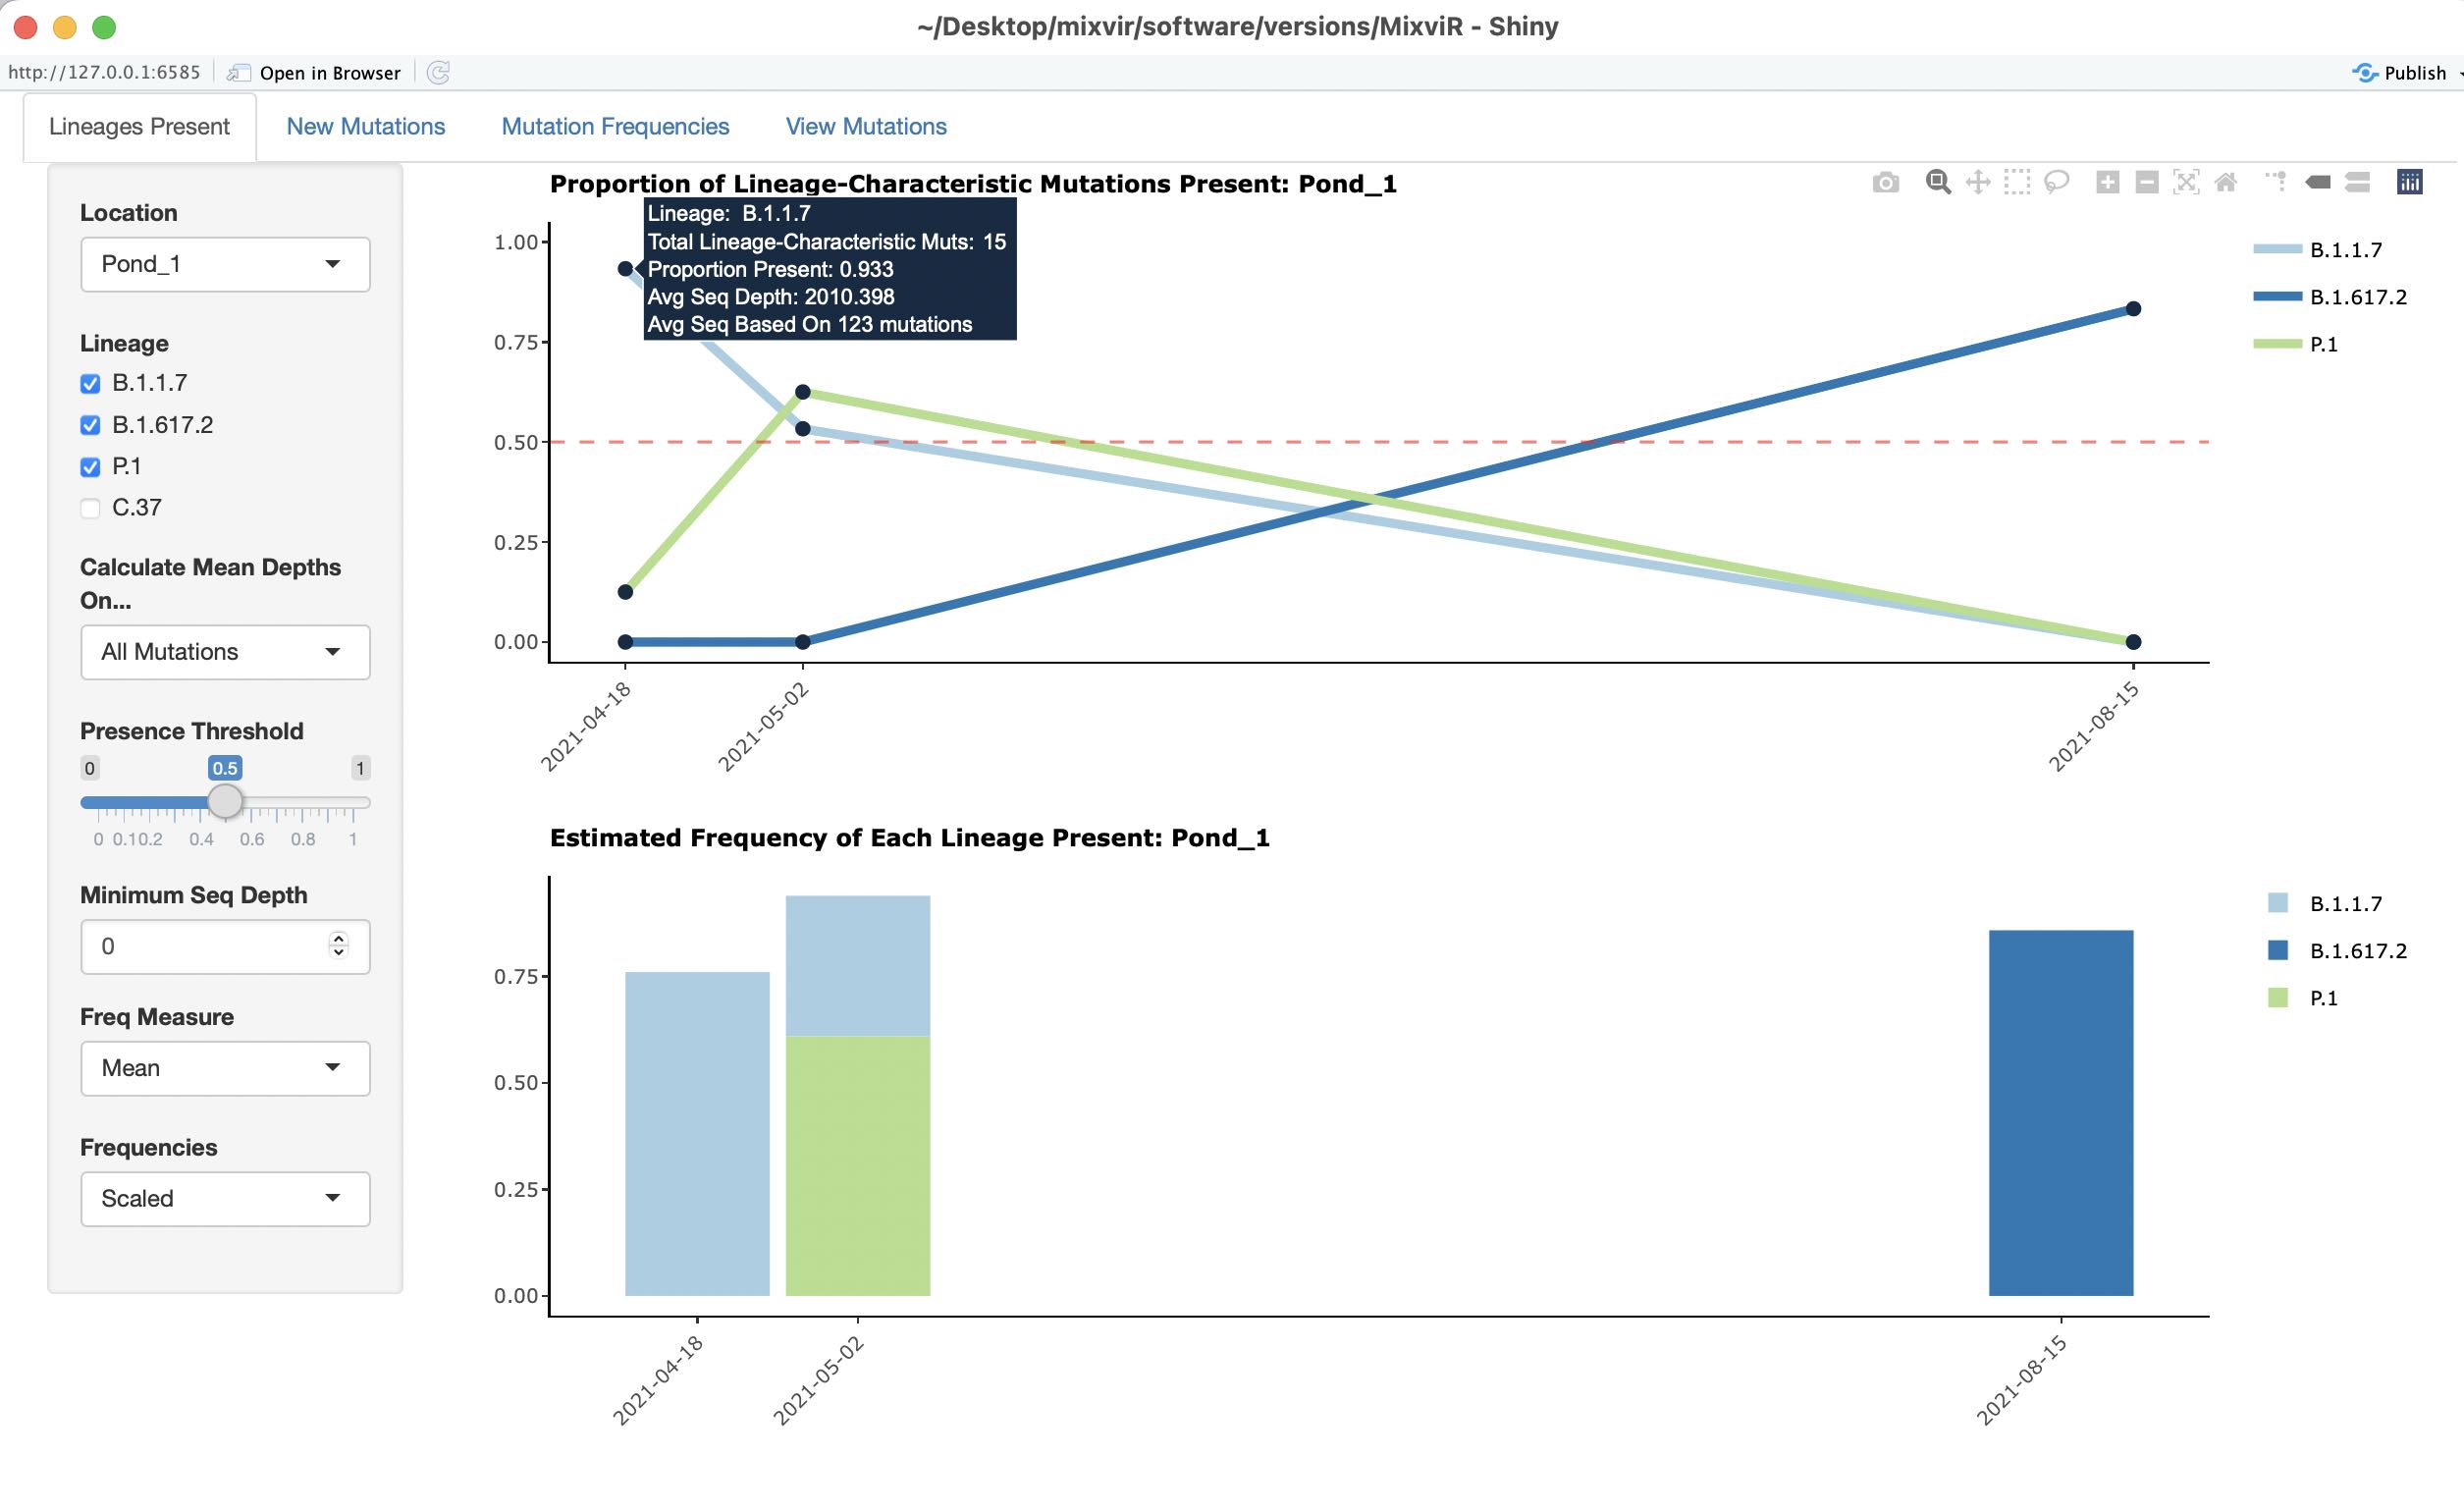 ~/Desktop/mixvir/software/versions/MixviR - Shiny
http://127.0.0.1:6585
Open in Browser
Publish
Lineages Present
New Mutations
Mutation Frequencies
View Mutations
Location
Pond_1
Lineage
B.1.1.7
B.1.617.2
P.1
C.37
Calculate Mean Depths
On...
All Mutations
Presence Threshold
0
0.5
1
0 0.1 0.2 0.4 0.6 0.8 1
Minimum Seq Depth
0
Freq Measure
Mean
Frequencies
Scaled
Proportion of Lineage-Characteristic Mutations Present: Pond_1
Lineage: B.1.1.7
Total Lineage-Characteristic Muts: 15
Proportion Present: 0.933
Avg Seq Depth: 2010.398
Avg Seq Based On 123 mutations
1.00
0.75
0.50
0.25
0.00
2021-04-18
2021-05-02
2021-08-15
B.1.1.7
B.1.617.2
P.1
Estimated Frequency of Each Lineage Present: Pond_1
0.75
0.50
0.25
0.00
2021-04-18
2021-05-02
2021-08-15
B.1.1.7
B.1.617.2
P.1